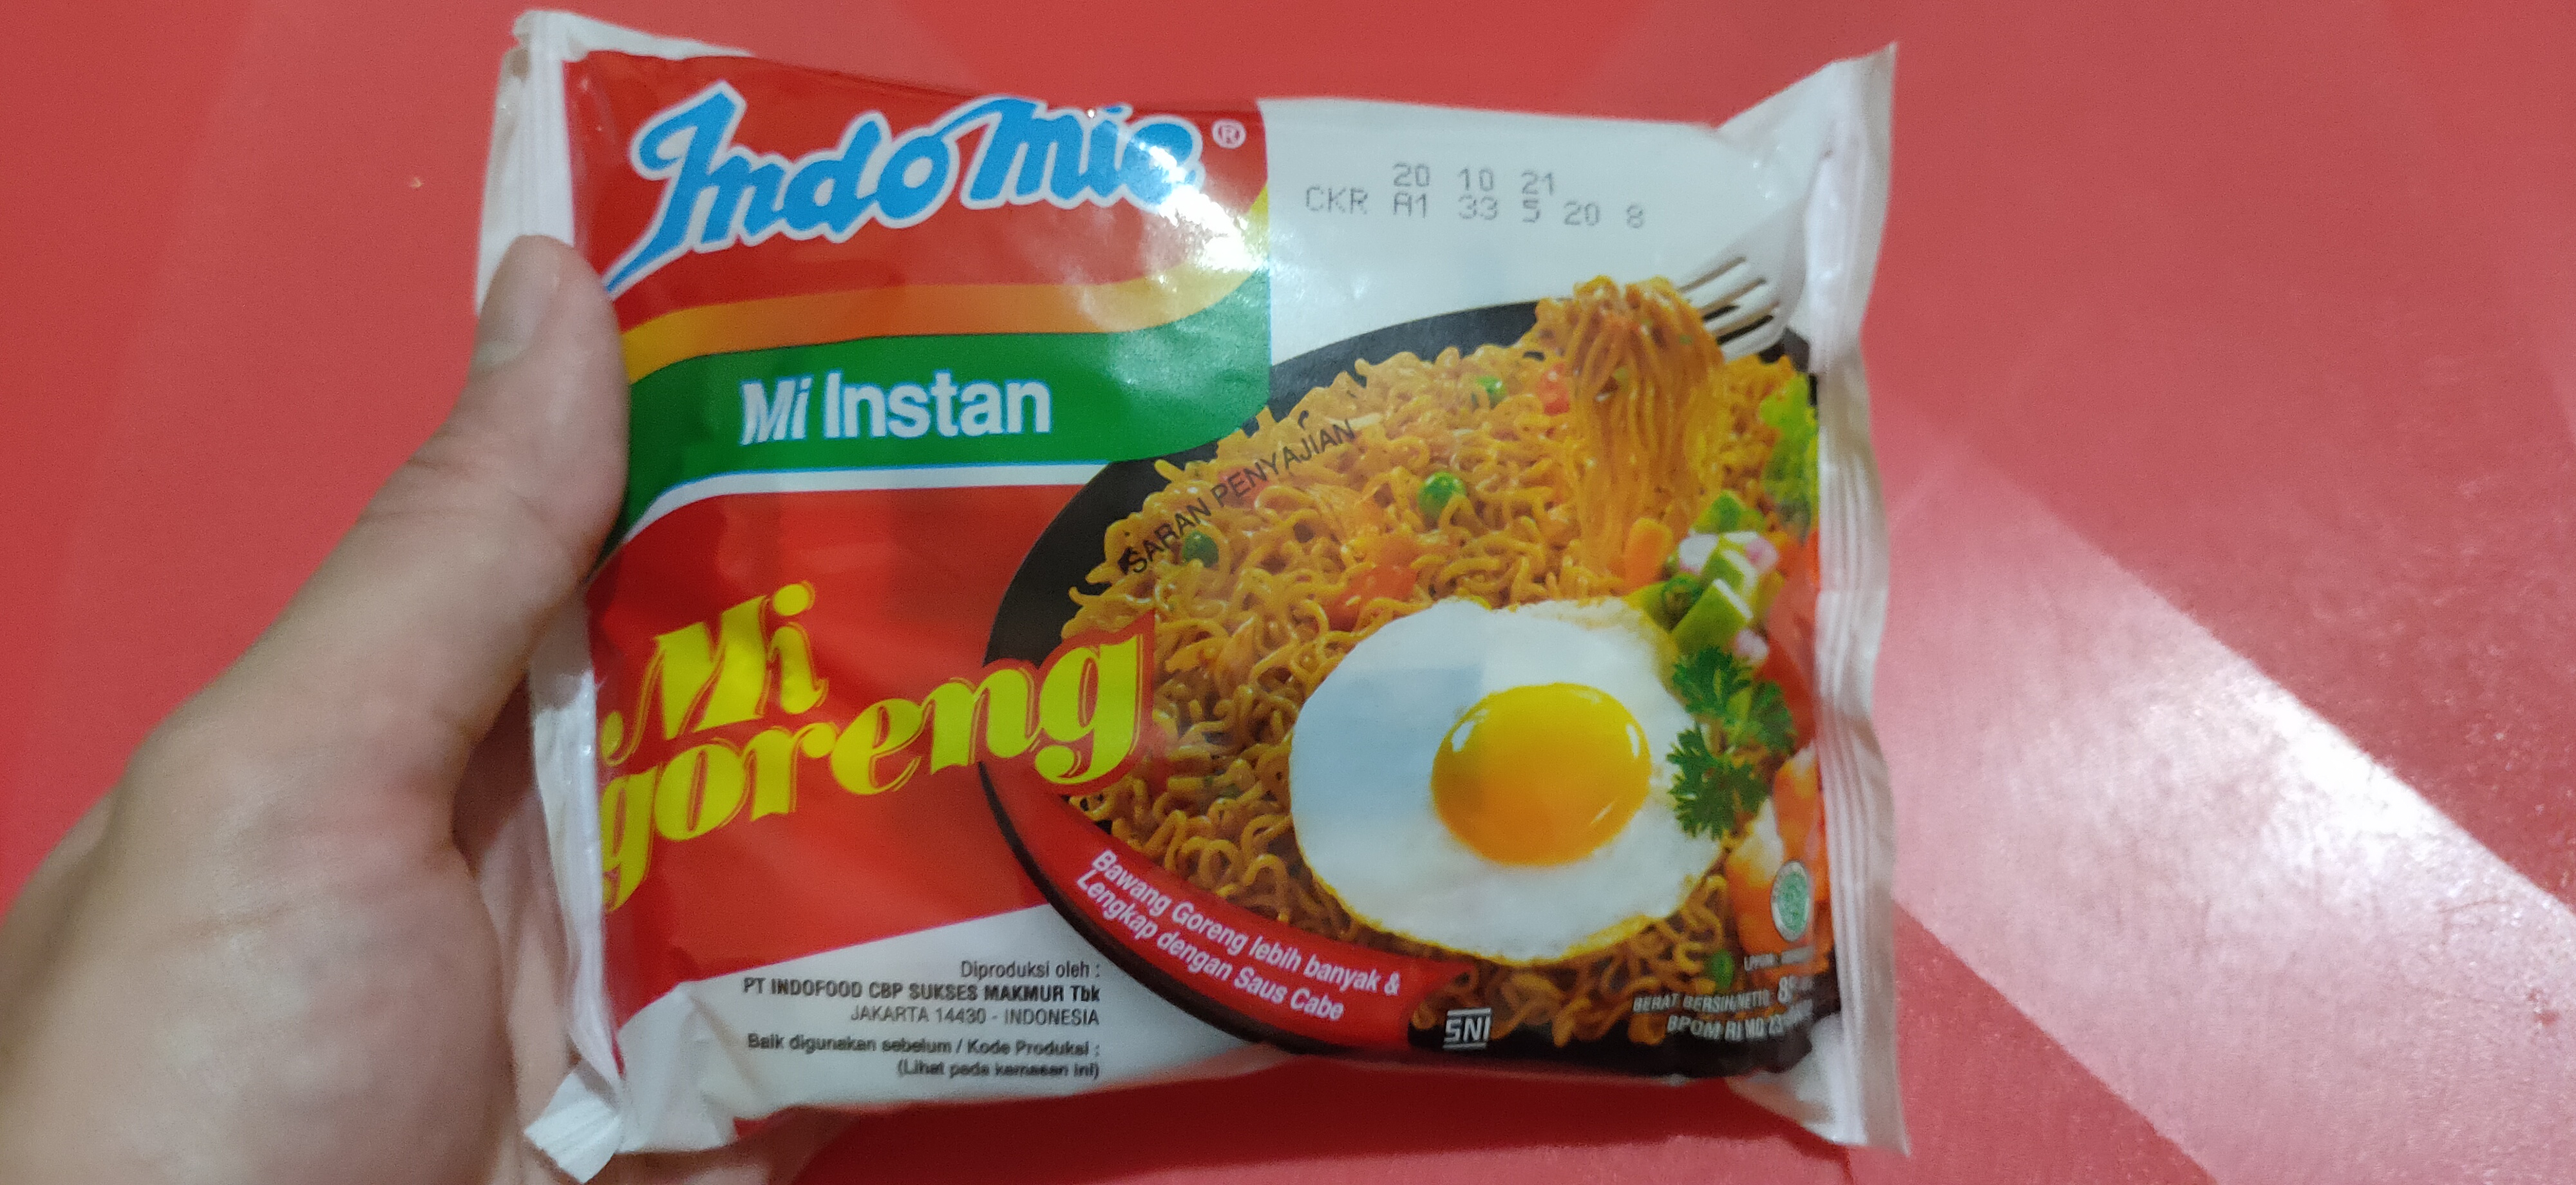 Indomie®
20 10 21
CKR A1 33 5 20 8
Mi Instan
SARAN PENYAJIAN
Mi
goreng
Bawang Goreng lebih banyak &
Lengkap dengan Saus Cabe
Diproduksi oleh :
PT INDOFOOD CBP SUKSES MAKMUR Tbk
JAKARTA 14430 - INDONESIA
Baik digunakan sebelum / Kode Produksi :
(Lihat pada kemasan ini)
SNI
BERAT BERSIH/NETTO
BPOM RI MD